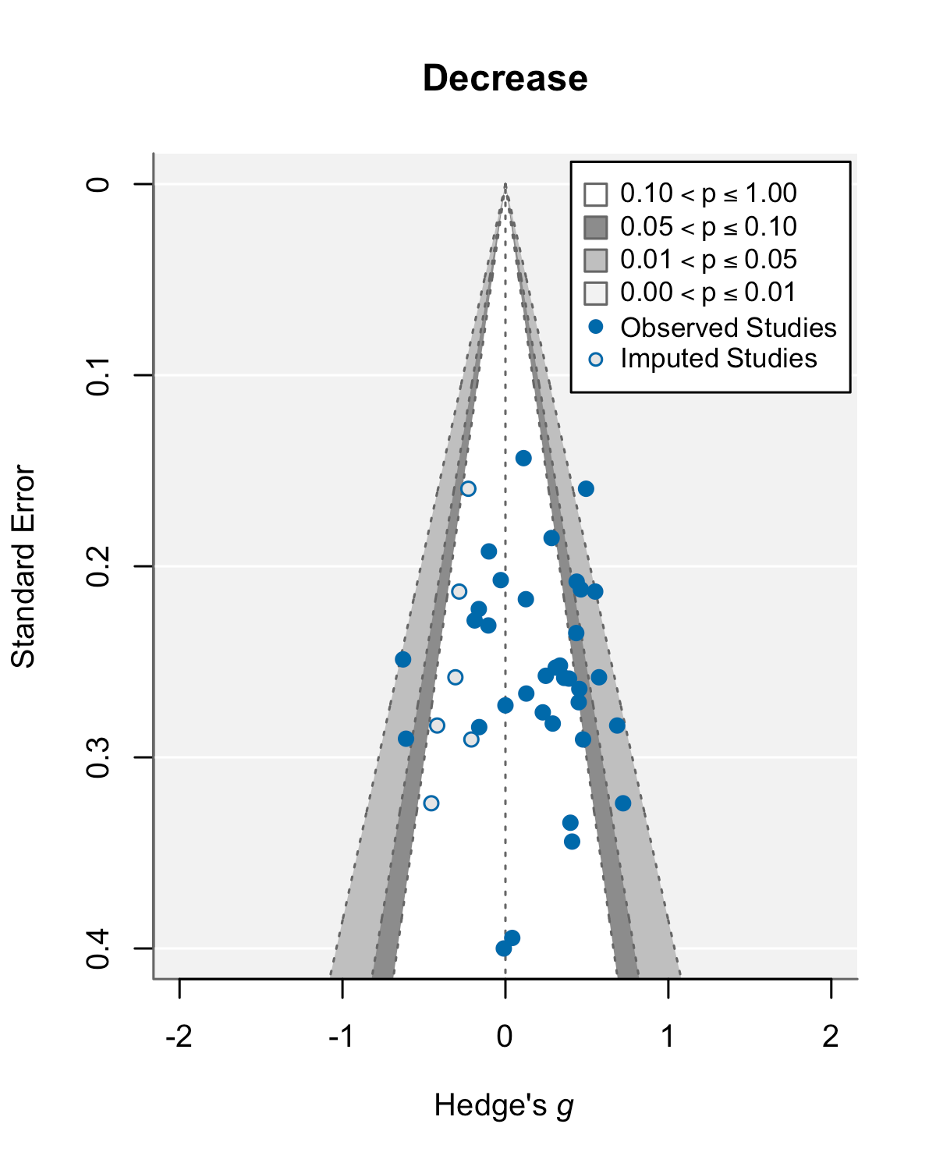 Decrease
0
0.1
0.2
0.3
0.4
Standard Error
0.10 < p ≤ 1.00
0.05 < p ≤ 0.10
0.01 < p ≤ 0.05
0.00 < p ≤ 0.01
Observed Studies
Imputed Studies
-2
-1
0
1
2
Hedge's g